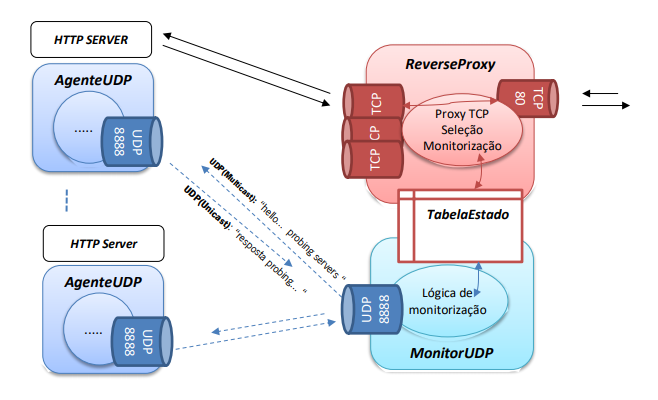 HTTP SERVER
AgenteUDP
.....
UDP
8888
HTTP Server
AgenteUDP
.....
UDP
8888
UDP(Multicast): "hello... probing servers "
UDP(Unicast): "resposta probing... "
ReverseProxy
TCP
CP
TCP
TCP
80
Proxy TCP
Seleção
Monitorização
TabelaEstado
UDP
8888
Lógica de
monitorização
MonitorUDP